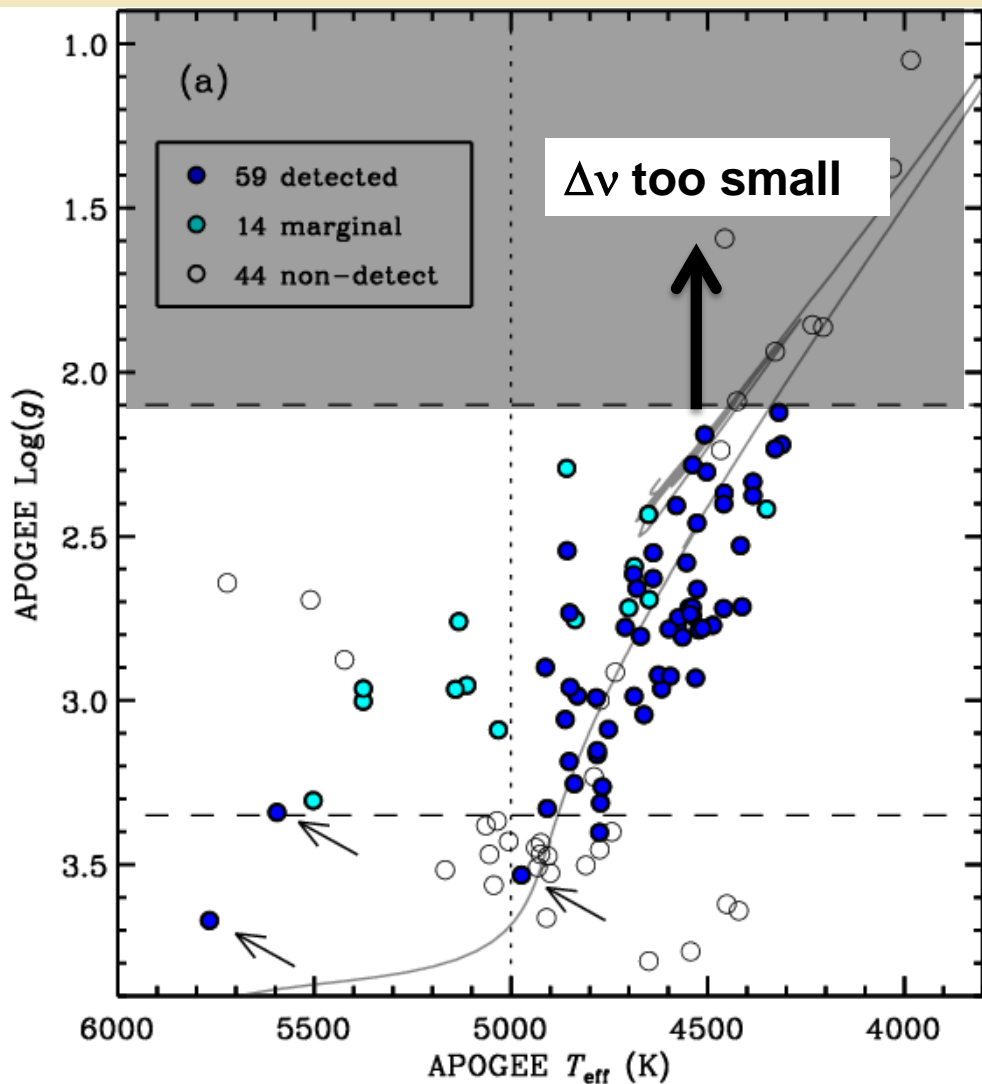 (a)
59 detected
14 marginal
44 non-detect
Δν too small
1.0
1.5
2.0
2.5
3.0
3.5
APOGEE Log(g)
6000 5500 5000 4500 4000
APOGEE Teff (K)